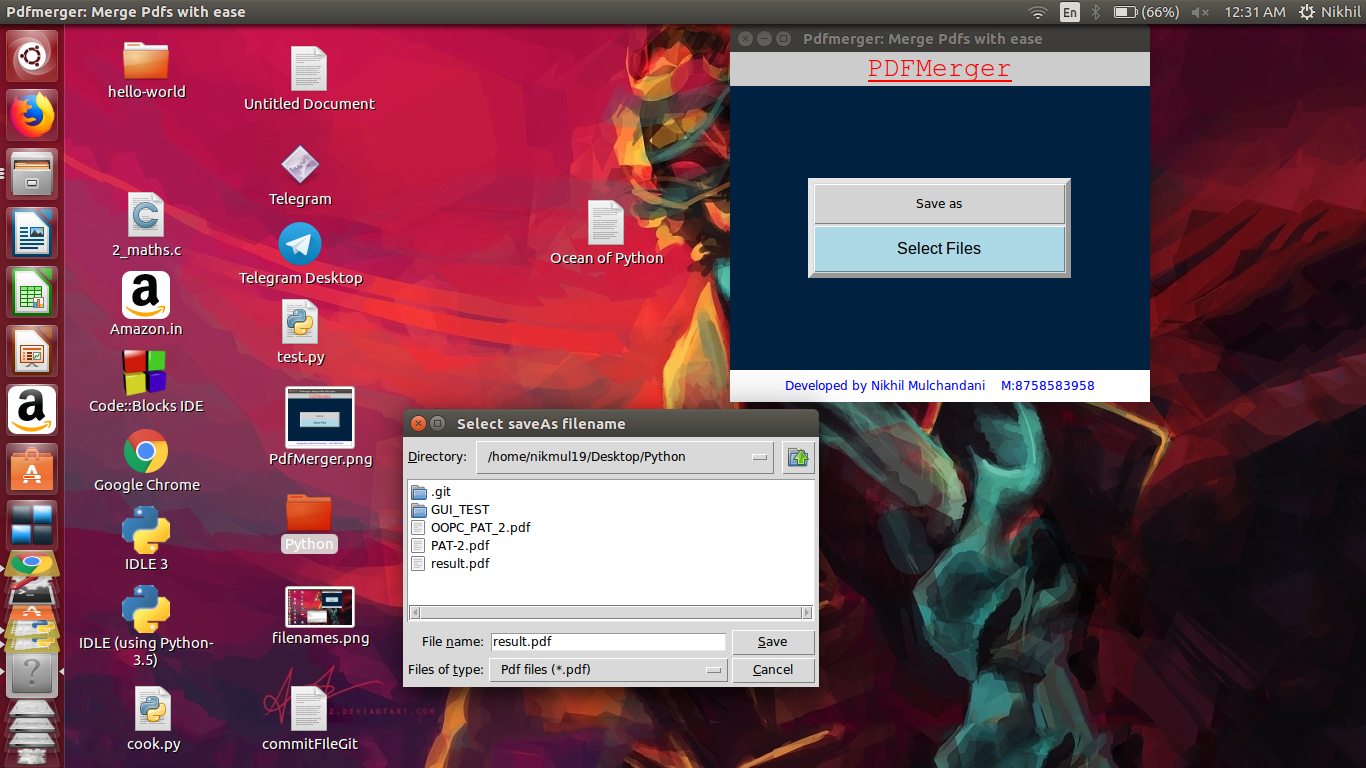 Pdfmerger: Merge Pdfs with ease
En
(66%)
12:31 AM
Nikhil
hello-world
Untitled Document
Telegram
2_maths.c
Telegram Desktop
Amazon.in
test.py
Code::Blocks IDE
PdfMerger.png
Google Chrome
Python
IDLE 3
filenames.png
IDLE (using Python-
3.5)
cook.py
commitFIleGit
Ocean of Python
Pdfmerger: Merge Pdfs with ease
PDFMerger
Save as
Select Files
Developed by Nikhil Mulchandani M:8758583958
Select saveAs filename
Directory: /home/nikmul19/Desktop/Python
.git
GUI_TEST
OOPC_PAT_2.pdf
PAT-2.pdf
result.pdf
File name: result.pdf Save
Files of type: Pdf files (*.pdf) Cancel